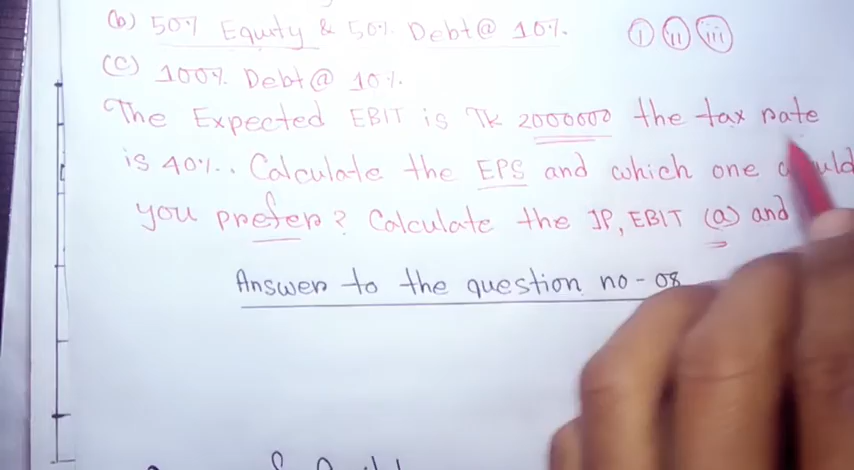 (b) 50% Equity & 50% Debt@ 10%. (i) (ii) (iii)
(c) 100% Debt@ 10%.
The Expected EBIT is TK 2000000 the tax rate
is 40%. Calculate the EPS and which one
you prefer? Calculate the IP, EBIT (a) and
Answer to the question no-08